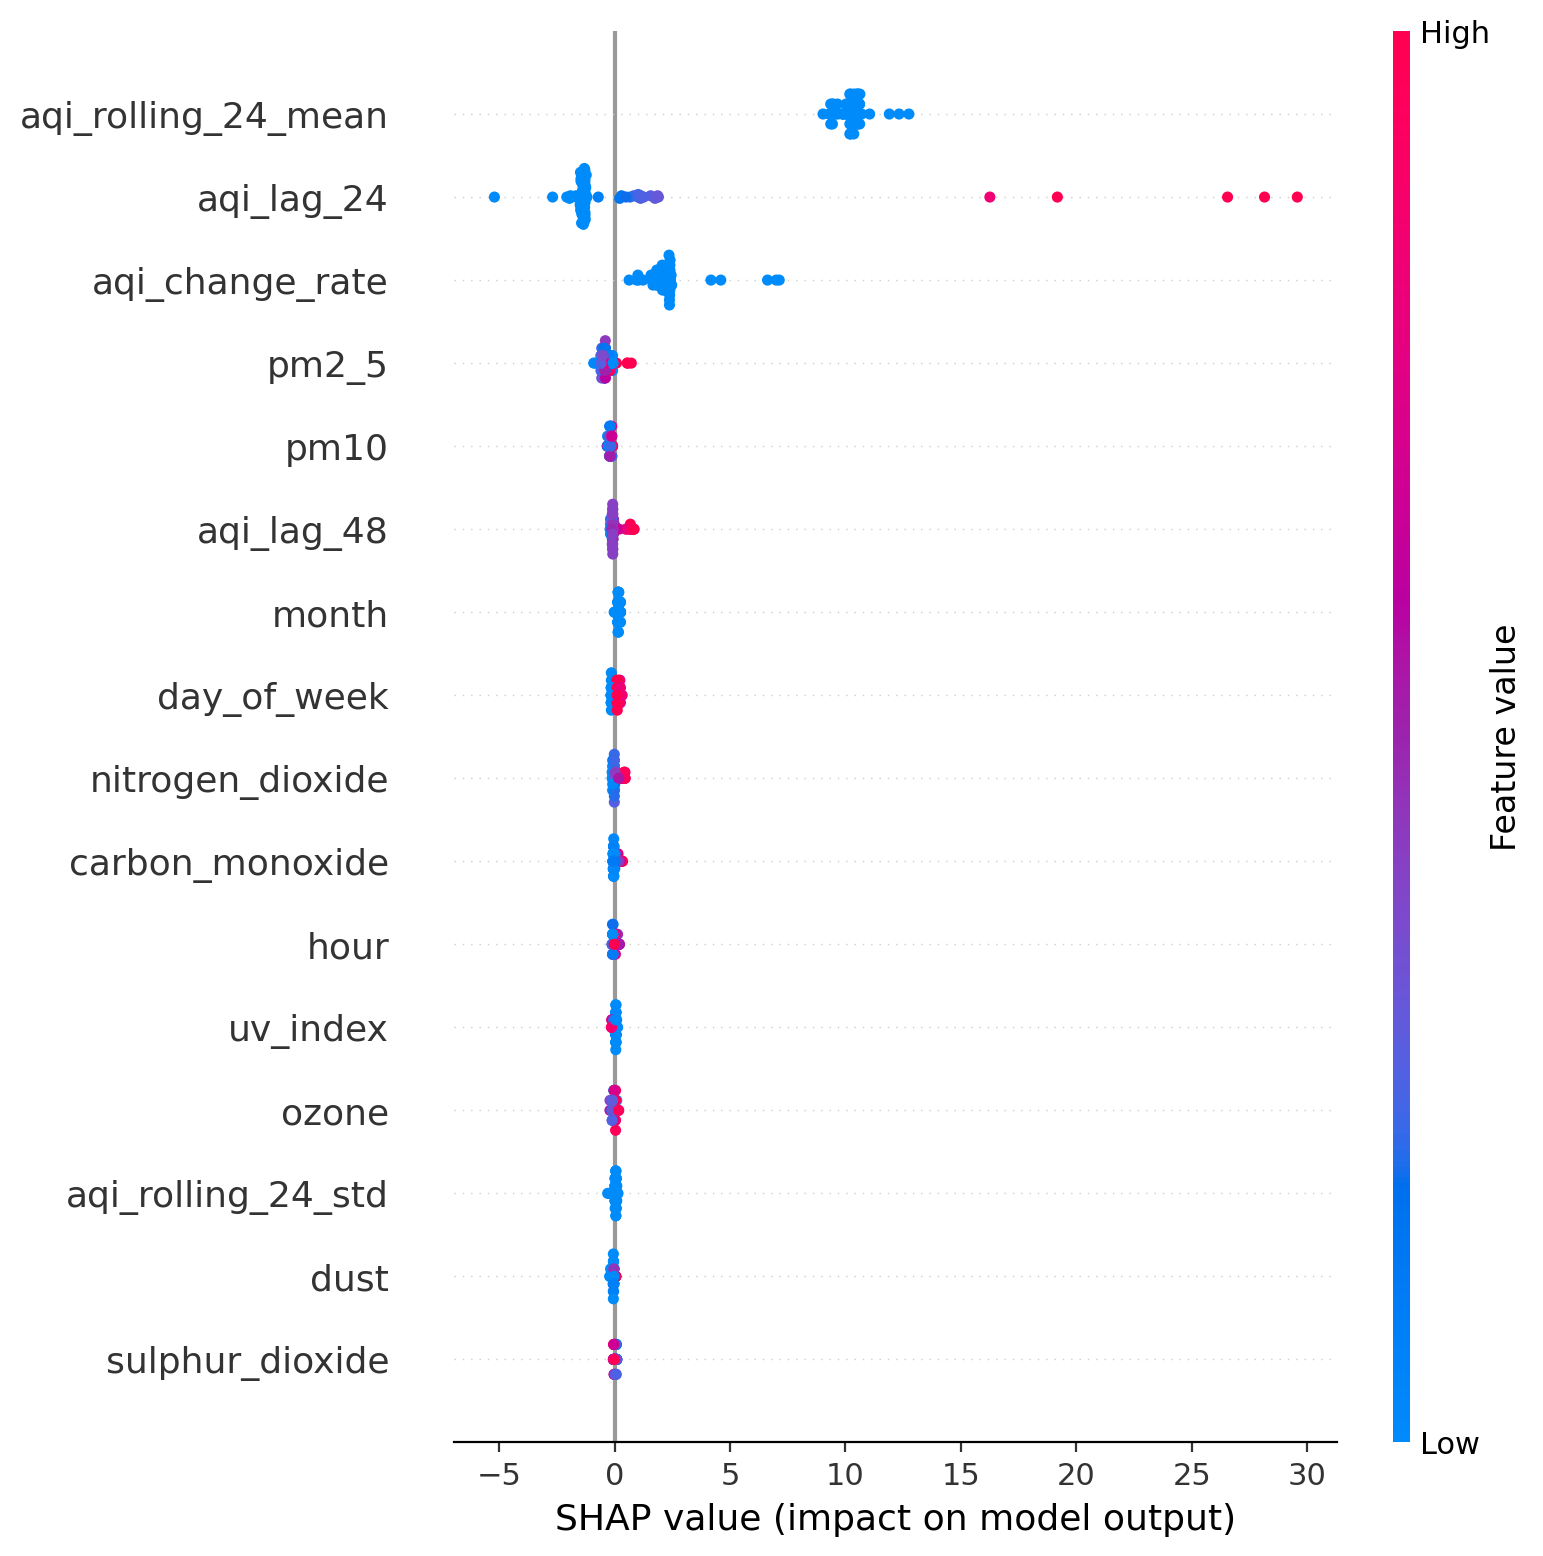 High
aqi_rolling_24_mean
aqi_lag_24
aqi_change_rate
pm2_5
pm10
aqi_lag_48
month
day_of_week
nitrogen_dioxide
carbon_monoxide
hour
uv_index
ozone
aqi_rolling_24_std
dust
sulphur_dioxide
Feature value
Low
−5 0 5 10 15 20 25 30
SHAP value (impact on model output)